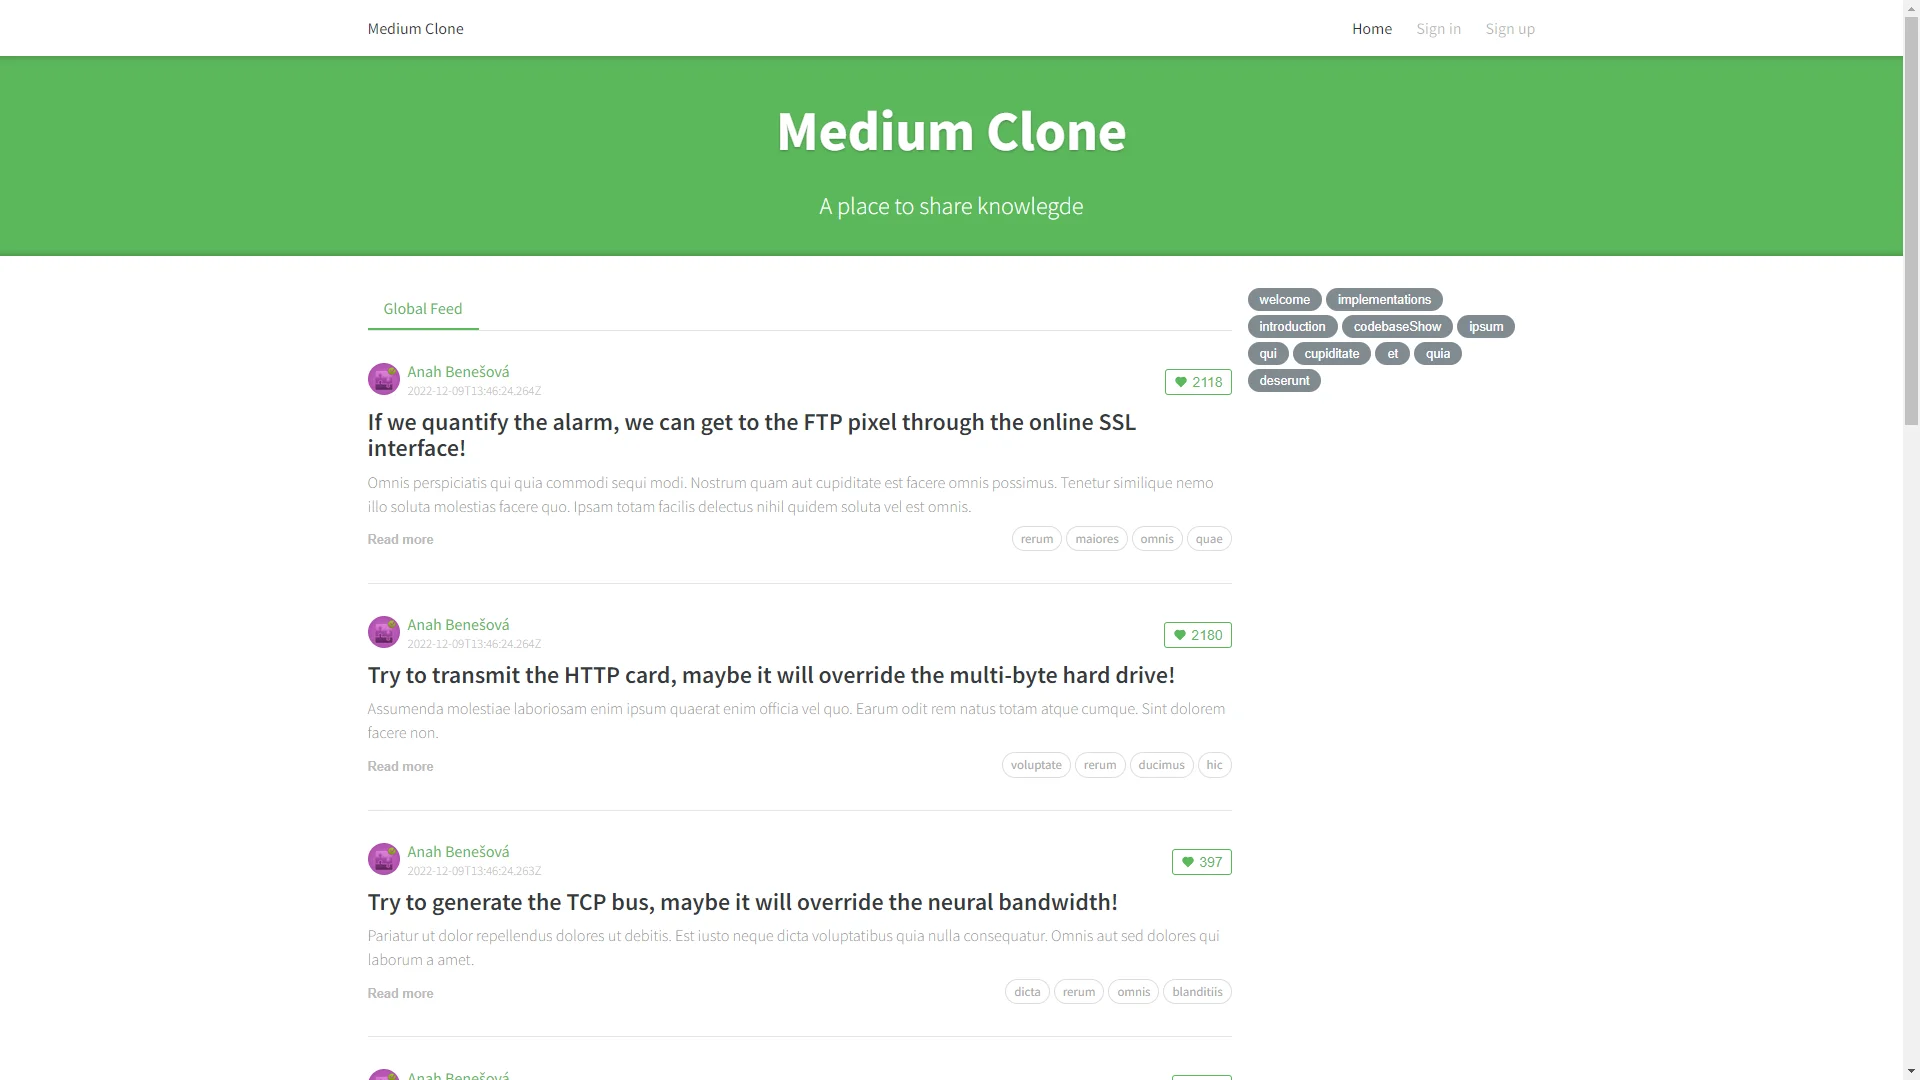 Medium Clone
Home Sign in Sign up
Medium Clone
A place to share knowlegde
Global Feed
welcome implementations
introduction codebaseShow ipsum
qui cupiditate et quia
deserunt
Anah Benešová
2022-12-09T13:46:24.264Z
2118
If we quantify the alarm, we can get to the FTP pixel through the online SSL
interface!
Omnis perspiciatis qui quia commodi sequi modi. Nostrum quam aut cupiditate est facere omnis possimus. Tenetur similique nemo
illo soluta molestias facere quo. Ipsam totam facilis delectus nihil quidem soluta vel est omnis.
Read more
rerum maiores omnis quae
Anah Benešová
2022-12-09T13:46:24.264Z
2180
Try to transmit the HTTP card, maybe it will override the multi-byte hard drive!
Assumenda molestiae laboriosam enim ipsum quaerat enim officia vel quo. Earum odit rem natus totam atque cumque. Sint dolorem
facere non.
Read more
voluptate rerum ducimus hic
Anah Benešová
2022-12-09T13:46:24.263Z
397
Try to generate the TCP bus, maybe it will override the neural bandwidth!
Pariatur ut dolor repellendus dolores ut debitis. Est iusto neque dicta voluptatibus quia nulla consequatur. Omnis aut sed dolores qui
laborum a amet.
Read more
dicta rerum omnis blanditiis
Anah Benešová